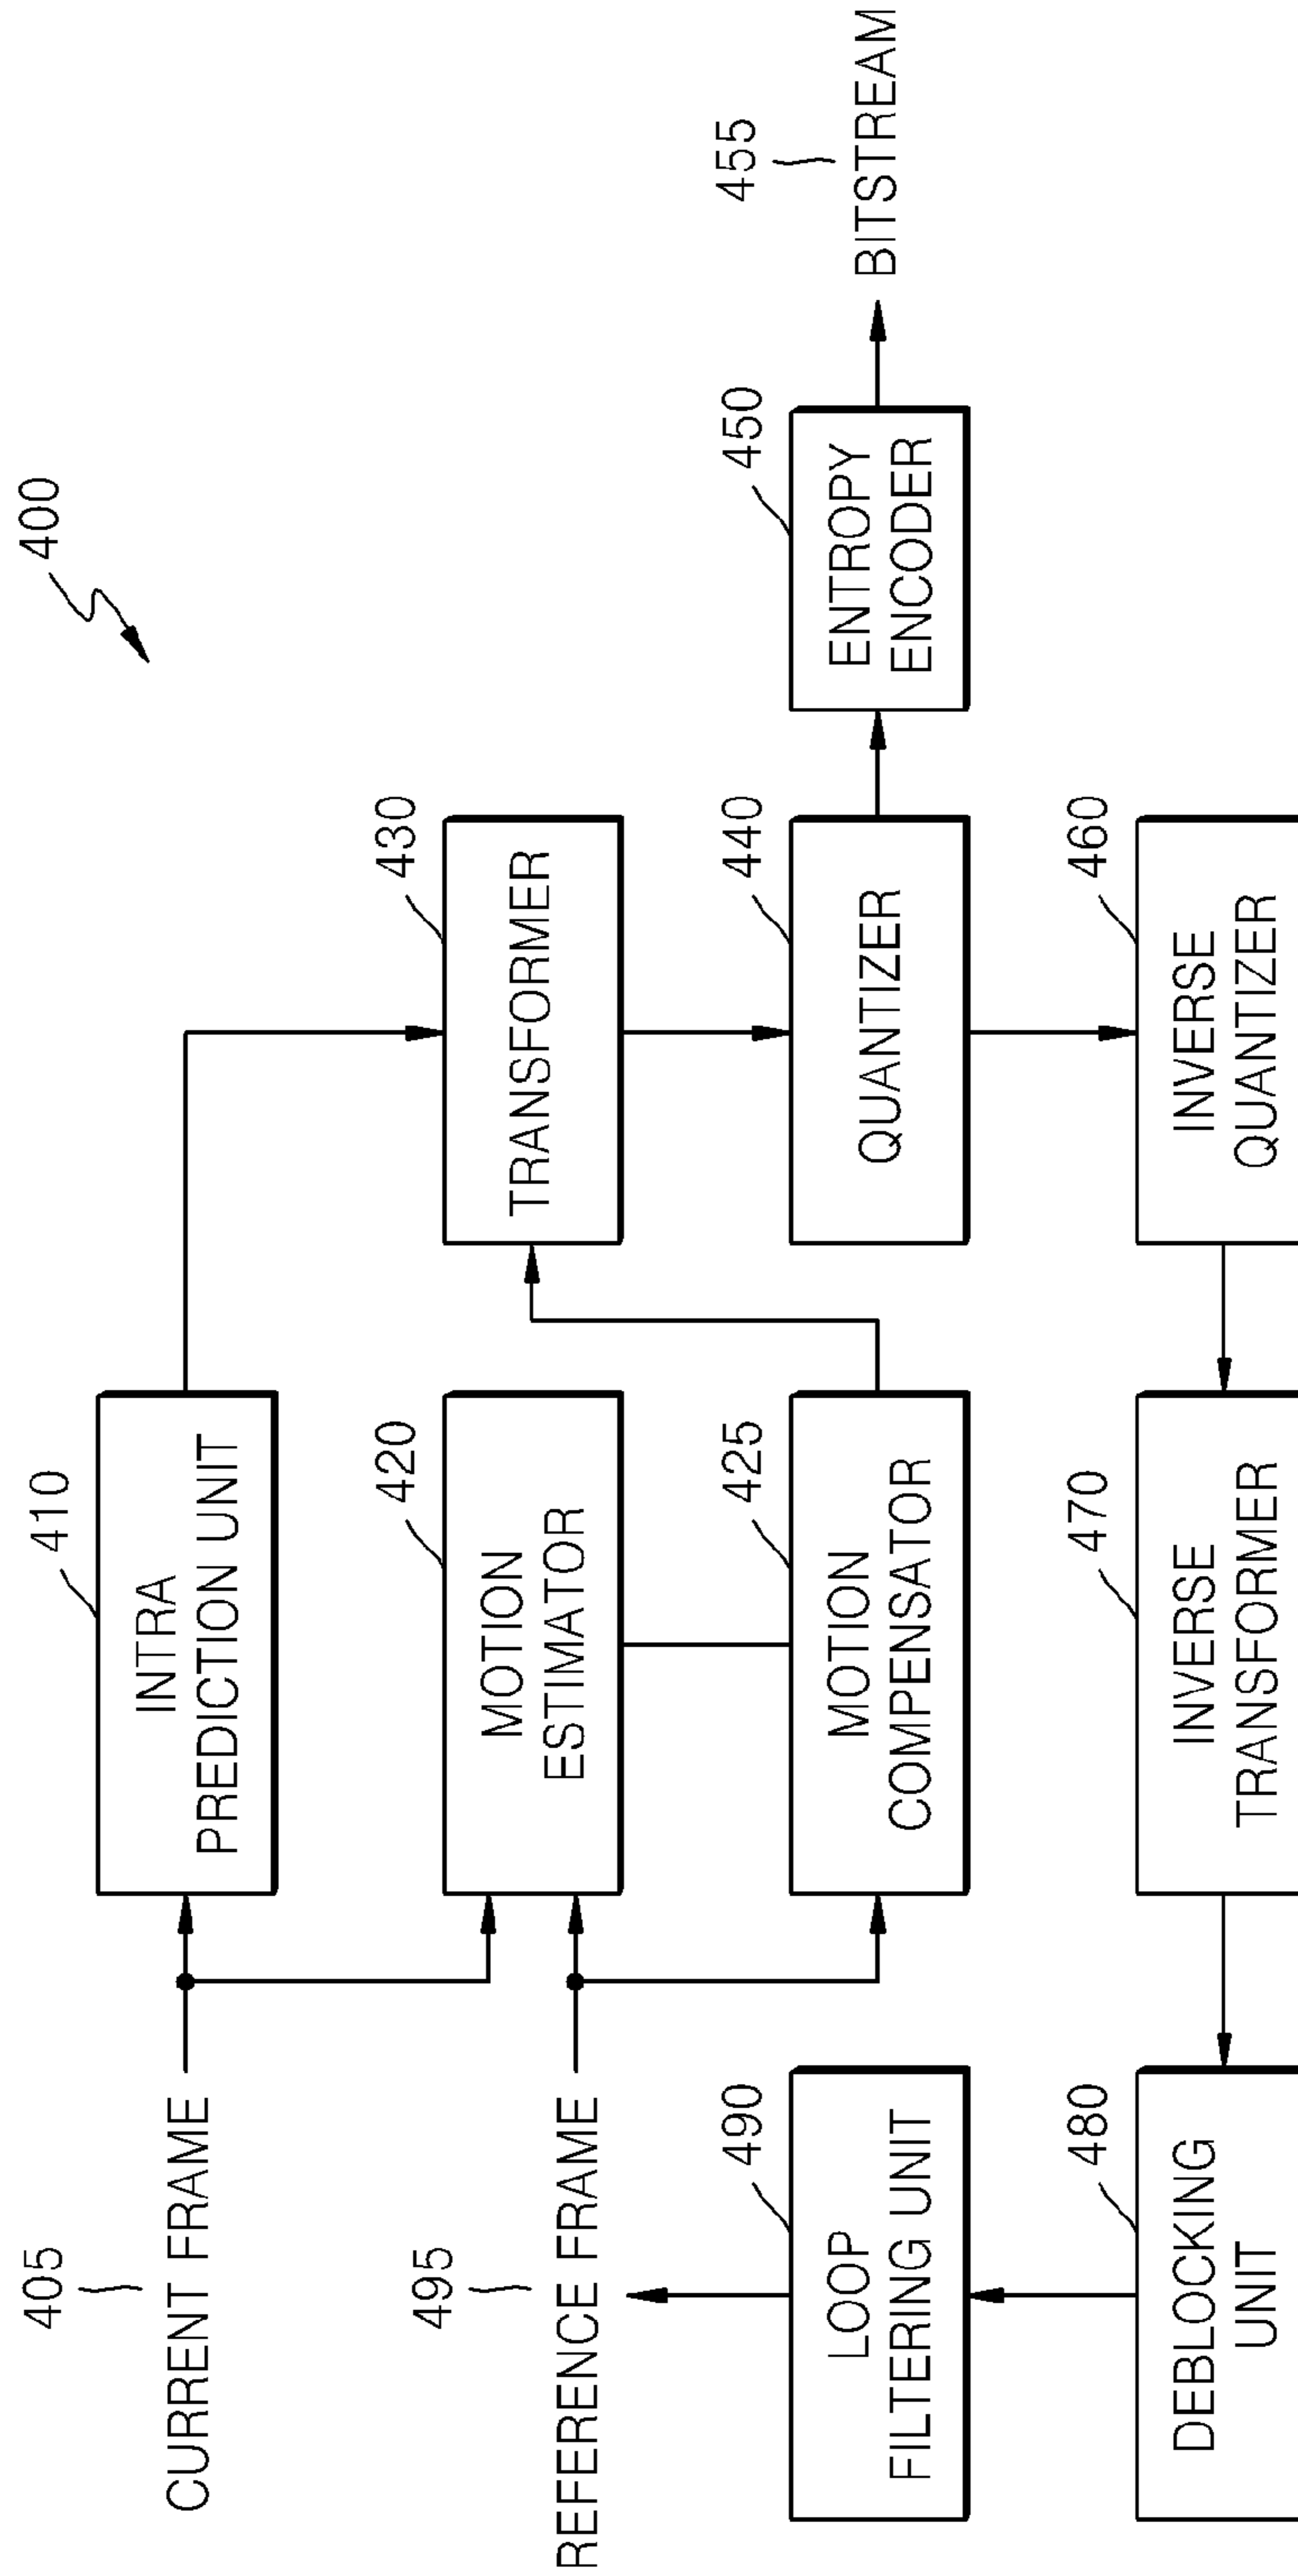 400
405
CURRENT FRAME
410
INTRA
PREDICTION UNIT
495
REFERENCE FRAME
420
MOTION
ESTIMATOR
430
TRANSFORMER
490
LOOP
FILTERING UNIT
425
MOTION
COMPENSATOR
440
QUANTIZER
450
ENTROPY
ENCODER
455
BITSTREAM
480
DEBLOCKING
UNIT
470
INVERSE
TRANSFORMER
460
INVERSE
QUANTIZER